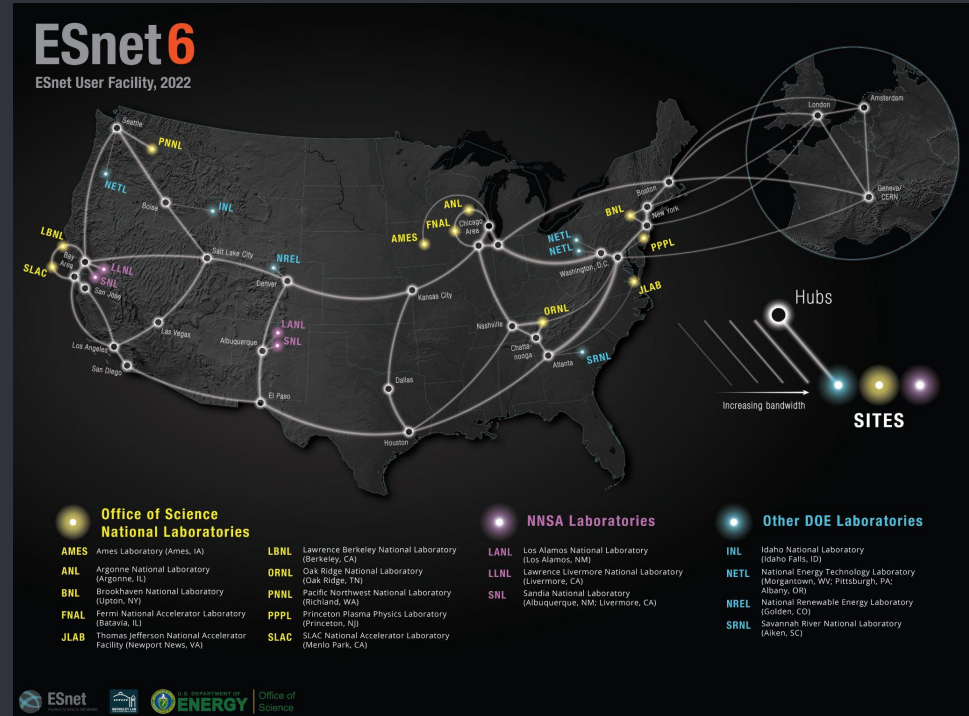 ESnet6
ESnet User Facility, 2022
Seattle
PNNL
NETL
Boise
INL
LBNL
Bay
Area
LLNL
SNL
SLAC
San Jose
Salt Lake City
NREL
Denver
Las Vegas
Los Angeles
San Diego
Albuquerque
LANL
SNL
El Paso
AMES
ANL
FNAL
Chicago
Area
Kansas City
Dallas
Houston
Nashville
ORNL
Chatta-
nooga
Atlanta
SRNL
NETL
NETL
Washington, D.C.
JLAB
PPPL
BNL
New York
Boston
London
Amsterdam
Geneva/
CERN
Hubs
Increasing bandwidth
SITES
Office of Science
National Laboratories
AMES Ames Laboratory (Ames, IA)
ANL Argonne National Laboratory
(Argonne, IL)
BNL Brookhaven National Laboratory
(Upton, NY)
FNAL Fermi National Accelerator Laboratory
(Batavia, IL)
JLAB Thomas Jefferson National Accelerator
Facility (Newport News, VA)
LBNL Lawrence Berkeley National Laboratory
(Berkeley, CA)
ORNL Oak Ridge National Laboratory
(Oak Ridge, TN)
PNNL Pacific Northwest National Laboratory
(Richland, WA)
PPPL Princeton Plasma Physics Laboratory
(Princeton, NJ)
SLAC SLAC National Accelerator Laboratory
(Menlo Park, CA)
NNSA Laboratories
LANL Los Alamos National Laboratory
(Los Alamos, NM)
LLNL Lawrence Livermore National Laboratory
(Livermore, CA)
SNL Sandia National Laboratory
(Albuquerque, NM; Livermore, CA)
Other DOE Laboratories
INL Idaho National Laboratory
(Idaho Falls, ID)
NETL National Energy Technology Laboratory
(Morgantown, WV; Pittsburgh, PA;
Albany, OR)
NREL National Renewable Energy Laboratory
(Golden, CO)
SRNL Savannah River National Laboratory
(Aiken, SC)
ESnet
ENERGY SCIENCES NETWORK
BERKELEY LAB
U.S. DEPARTMENT OF
ENERGY
Office of
Science